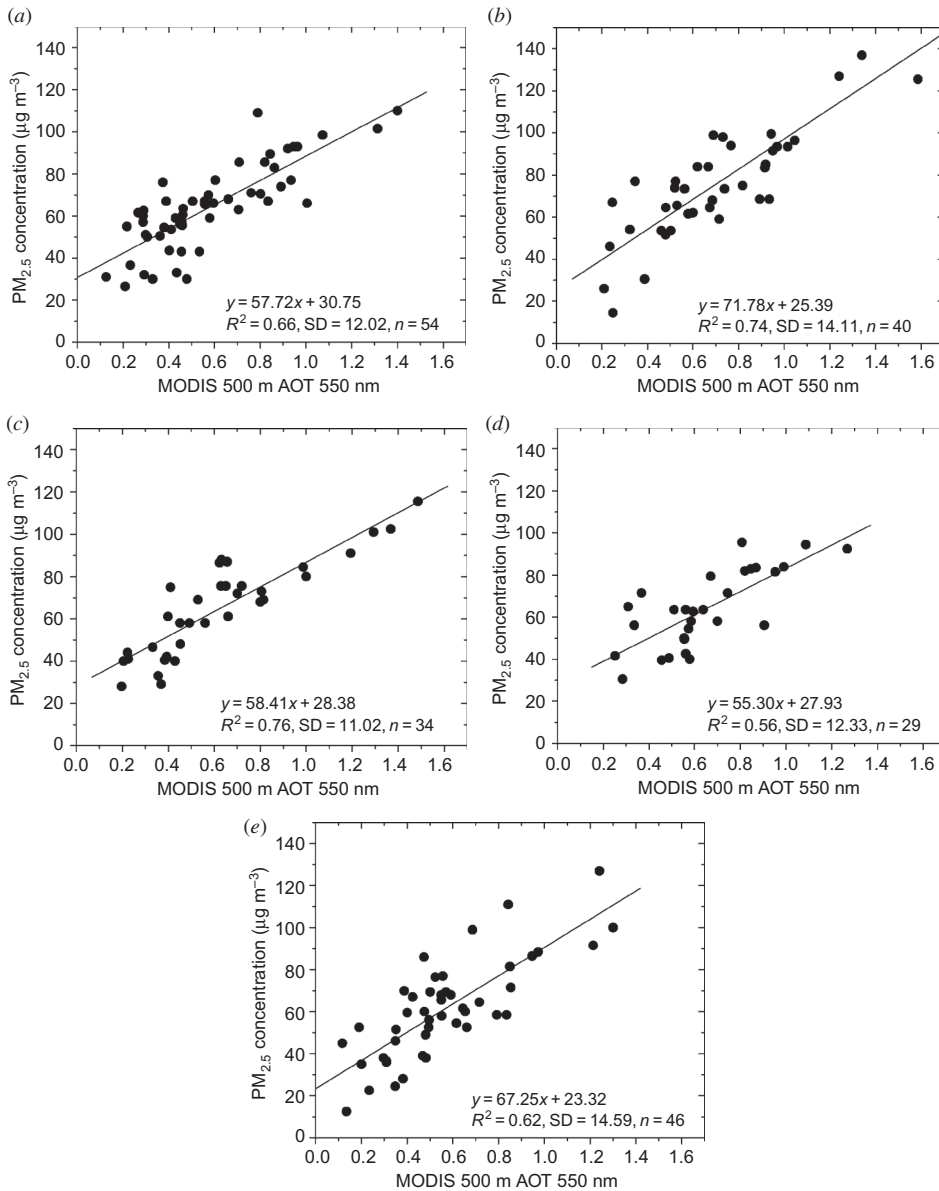 (a)
PM2.5 concentration (μg m−3)
140
120
100
80
60
40
20
0
y = 57.72x + 30.75
R2 = 0.66, SD = 12.02, n = 54
0.0 0.2 0.4 0.6 0.8 1.0 1.2 1.4 1.6
MODIS 500 m AOT 550 nm
(b)
PM2.5 concentration (μg m−3)
140
120
100
80
60
40
20
0
y = 71.78x + 25.39
R2 = 0.74, SD = 14.11, n = 40
0.0 0.2 0.4 0.6 0.8 1.0 1.2 1.4 1.6
MODIS 500 m AOT 550 nm
(c)
PM2.5 concentration (μg m−3)
140
120
100
80
60
40
20
0
y = 58.41x + 28.38
R2 = 0.76, SD = 11.02, n = 34
0.0 0.2 0.4 0.6 0.8 1.0 1.2 1.4 1.6
MODIS 500 m AOT 550 nm
(d)
PM2.5 concentration (μg m−3)
140
120
100
80
60
40
20
0
y = 55.30x + 27.93
R2 = 0.56, SD = 12.33, n = 29
0.0 0.2 0.4 0.6 0.8 1.0 1.2 1.4 1.6
MODIS 500 m AOT 550 nm
(e)
PM2.5 concentration (μg m−3)
140
120
100
80
60
40
20
0
y = 67.25x + 23.32
R2 = 0.62, SD = 14.59, n = 46
0.0 0.2 0.4 0.6 0.8 1.0 1.2 1.4 1.6
MODIS 500 m AOT 550 nm